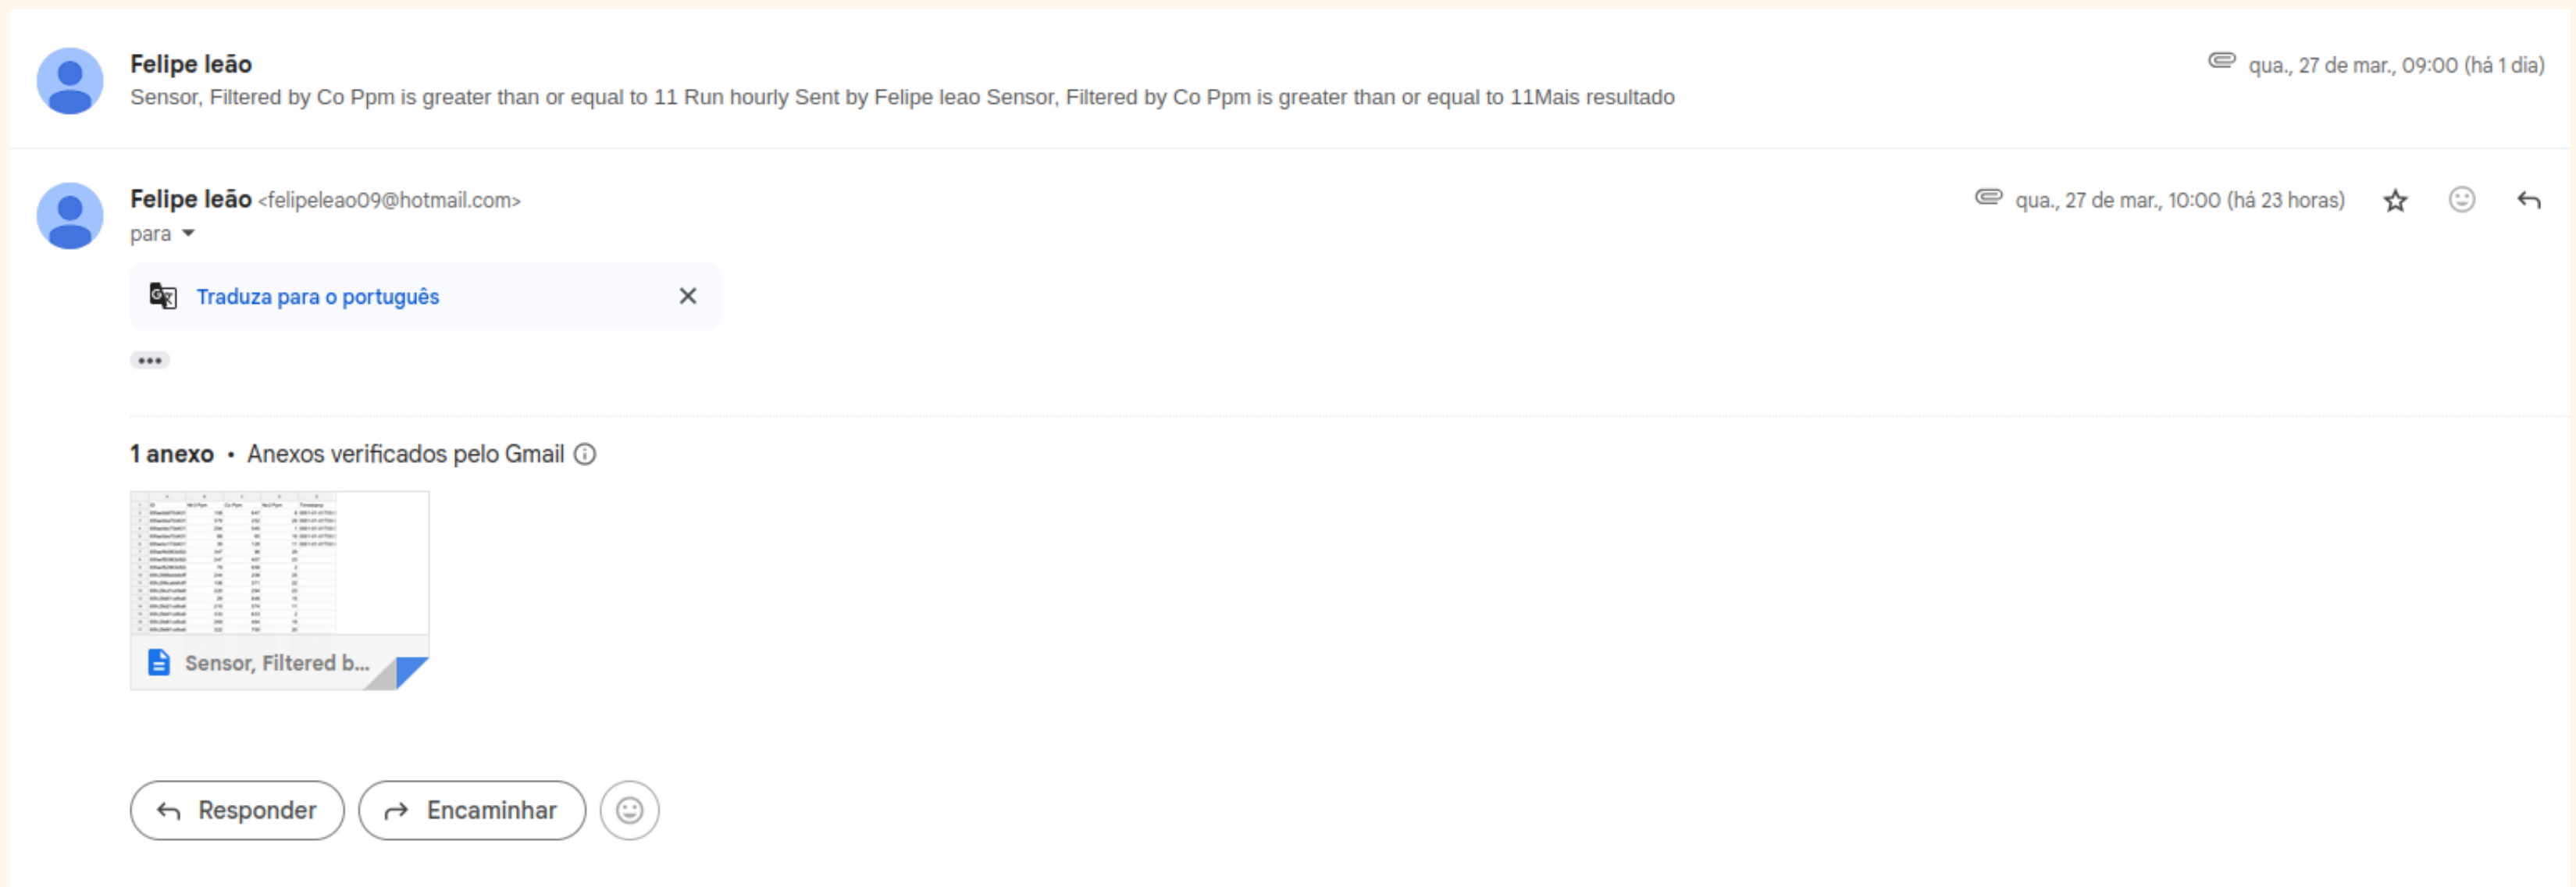 Felipe leão
qua., 27 de mar., 09:00 (há 1 dia)
Sensor, Filtered by Co Ppm is greater than or equal to 11 Run hourly Sent by Felipe leao Sensor, Filtered by Co Ppm is greater than or equal to 11Mais resultado
Felipe leão <felipeleao09@hotmail.com>
qua., 27 de mar., 10:00 (há 23 horas)
para
Traduza para o português
1 anexo • Anexos verificados pelo Gmail
Sensor, Filtered b...
Responder
Encaminhar